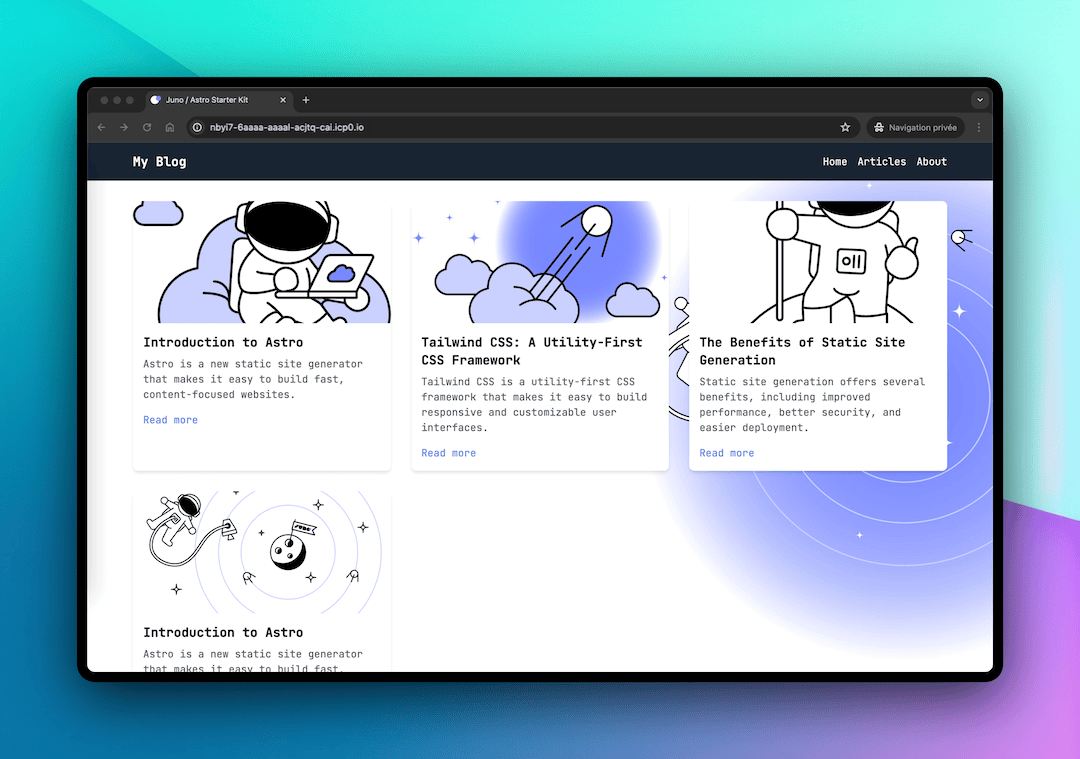 Juno / Astro Starter Kit
nbyi7-6aaaa-aaaal-acjtq-cai.icp0.io
Navigation privée
My Blog
Home Articles About
Introduction to Astro
Astro is a new static site generator
that makes it easy to build fast,
content-focused websites.
Read more
Tailwind CSS: A Utility-First
CSS Framework
Tailwind CSS is a utility-first CSS
framework that makes it easy to build
responsive and customizable user
interfaces.
Read more
The Benefits of Static Site
Generation
Static site generation offers several
benefits, including improved
performance, better security, and
easier deployment.
Read more
Introduction to Astro
Astro is a new static site generator
that makes it easy to build fast,